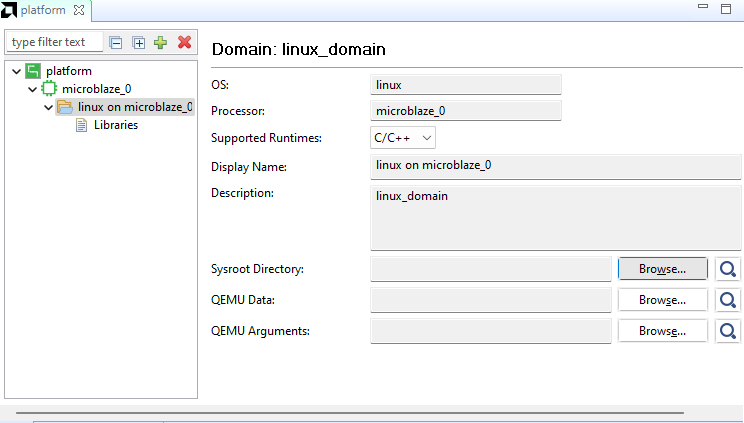 platform
type filter text
platform
microblaze_0
linux on microblaze_0
Libraries
Domain: linux_domain
OS: linux
Processor: microblaze_0
Supported Runtimes: C/C++
Display Name: linux on microblaze_0
Description: linux_domain
Sysroot Directory: Browse...
QEMU Data: Browse...
QEMU Arguments: Browse...